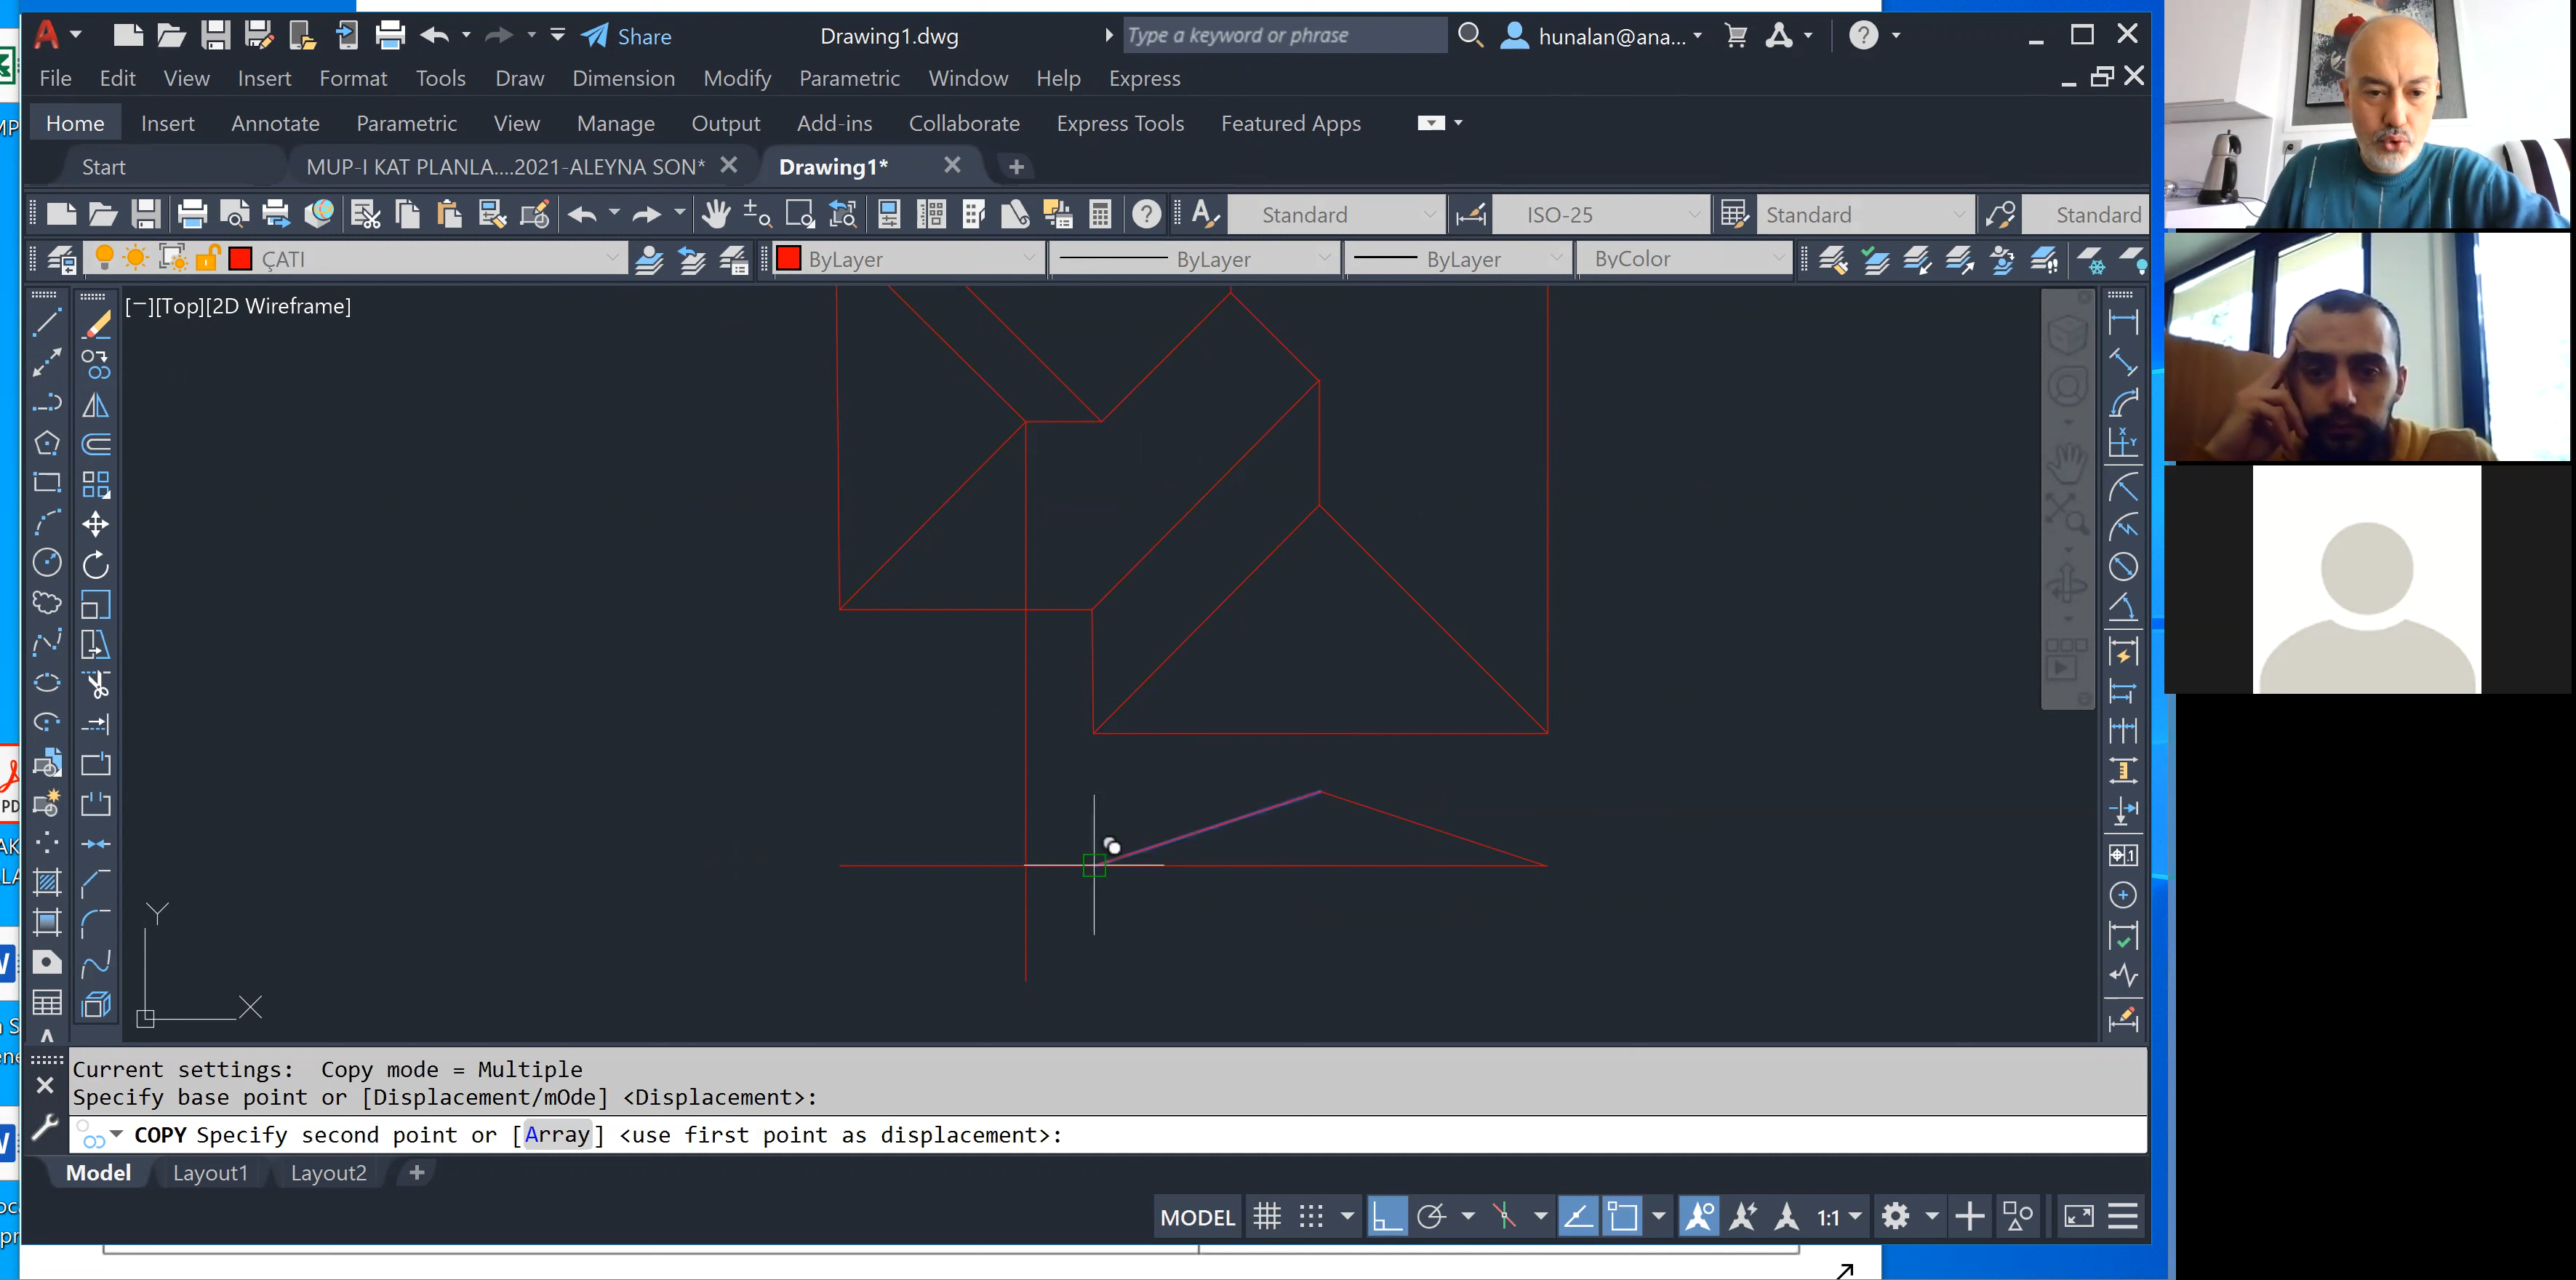 Share
Drawing1.dwg
Type a keyword or phrase
hunalan@ana...
File Edit View Insert Format Tools Draw Dimension Modify Parametric Window Help Express
Home Insert Annotate Parametric View Manage Output Add-ins Collaborate Express Tools Featured Apps
Start MUP-I KAT PLANLA....2021-ALEYNA SON* Drawing1*
Standard ISO-25 Standard Standard
ÇATI ByLayer ByLayer ByLayer ByColor
[−][Top][2D Wireframe]
Y
X
Current settings: Copy mode = Multiple
Specify base point or [Displacement/mOde] <Displacement>:
COPY Specify second point or [Array] <use first point as displacement>:
Model Layout1 Layout2
MODEL 1:1